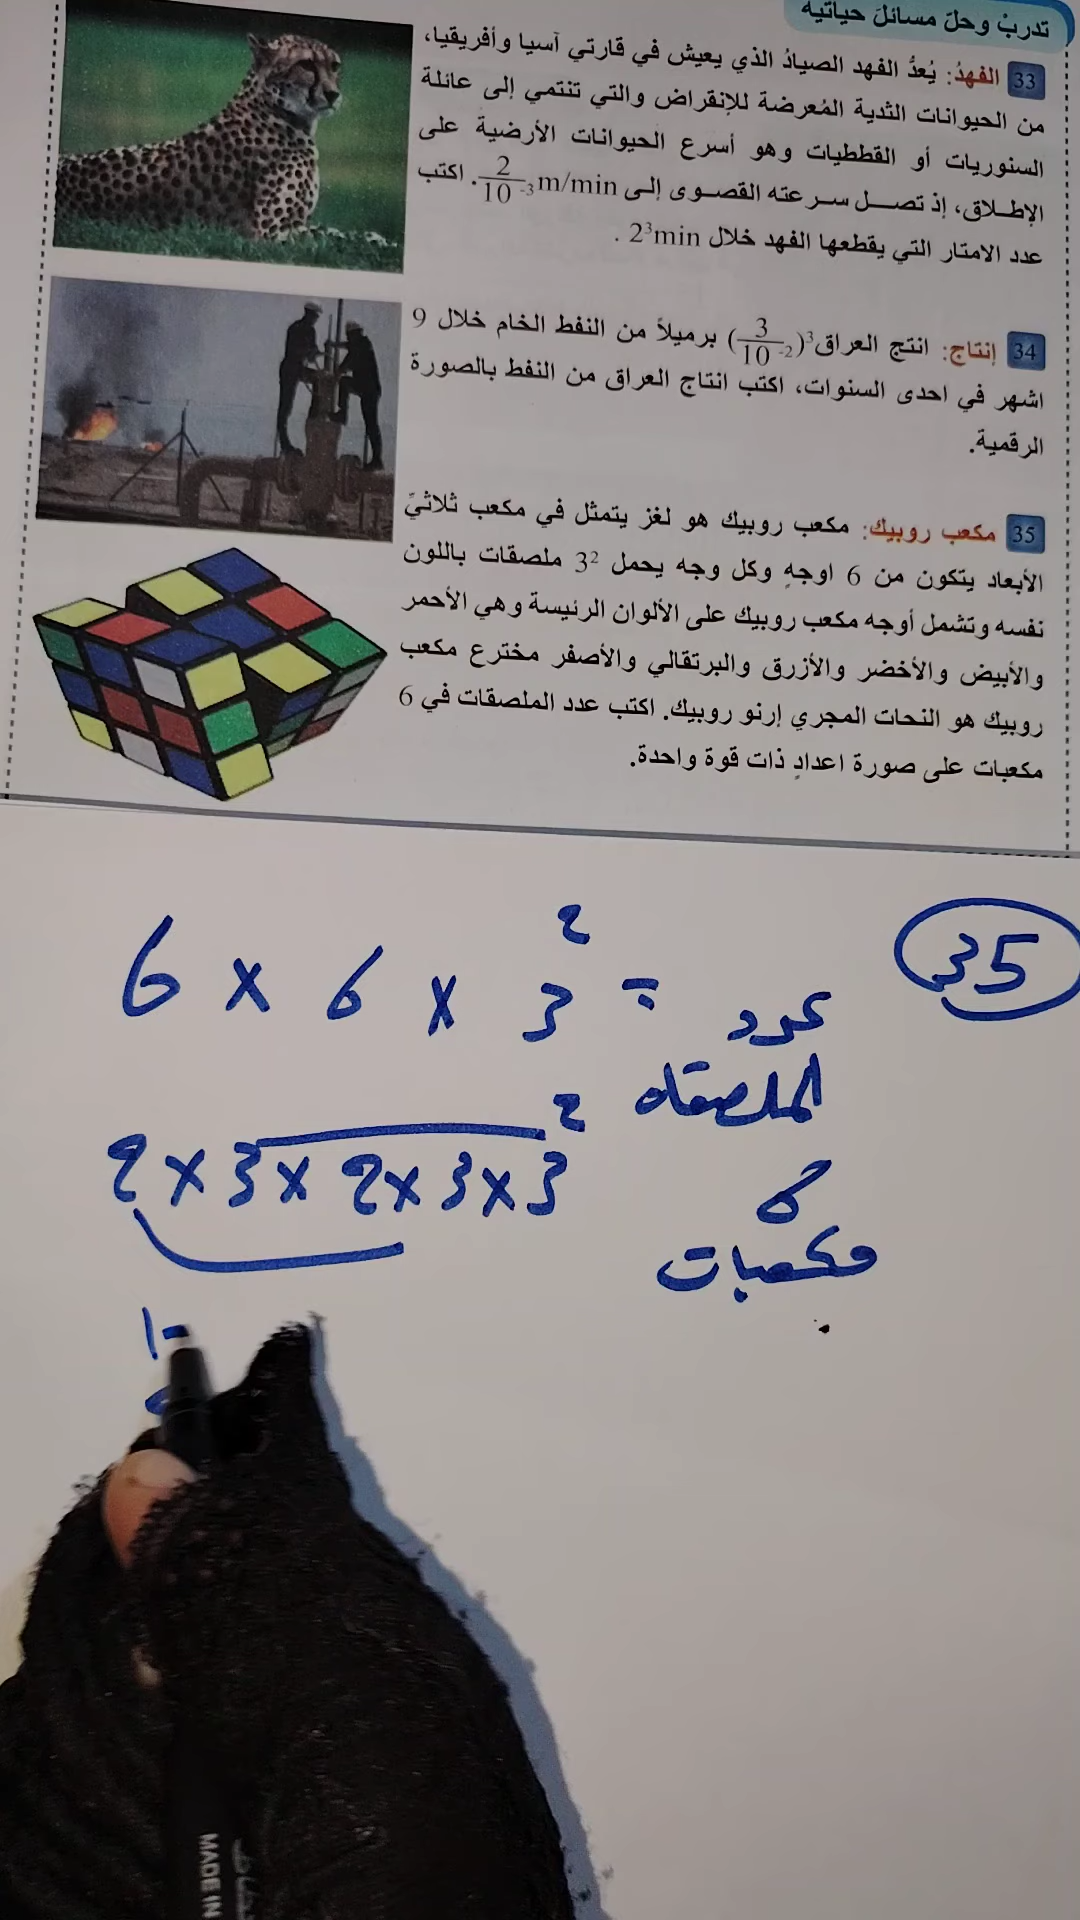 تدربْ وحلّ مسائلَ حياتيه
33 الفهدُ: يُعدُّ الفهد الصيادُ الذي يعيش في قارتي آسيا وأفريقيا،
من الحيوانات الثدية المُعرضة للإنقراض والتي تنتمي إلى عائلة
السنوريات أو القططيات وهو أسرع الحيوانات الأرضية على
الإطلاق، إذ تصل سرعته القصوى إلى 2/10⁻³ m/min. اكتب
عدد الامتار التي يقطعها الفهد خلال 2³min .
34 إنتاج: انتج العراق (3/10⁻²)³ برميلاً من النفط الخام خلال 9
اشهر في احدى السنوات، اكتب انتاج العراق من النفط بالصورة
الرقمية.
35 مكعب روبيك: مكعب روبيك هو لغز يتمثل في مكعب ثلاثيِّ
الأبعاد يتكون من 6 اوجهٍ وكل وجه يحمل 3² ملصقات باللون
نفسه وتشمل أوجه مكعب روبيك على الألوان الرئيسة وهي الأحمر
والأبيض والأخضر والأزرق والبرتقالي والأصفر مخترع مكعب
روبيك هو النحات المجري إرنو روبيك. اكتب عدد الملصقات في 6
مكعبات على صورة اعدادٍ ذات قوة واحدة.
35
عدد = 6 × 6 × 3²
الملصقات
2 × 3 × 2 × 3 × 3²
6
مكعبات
MADE IN